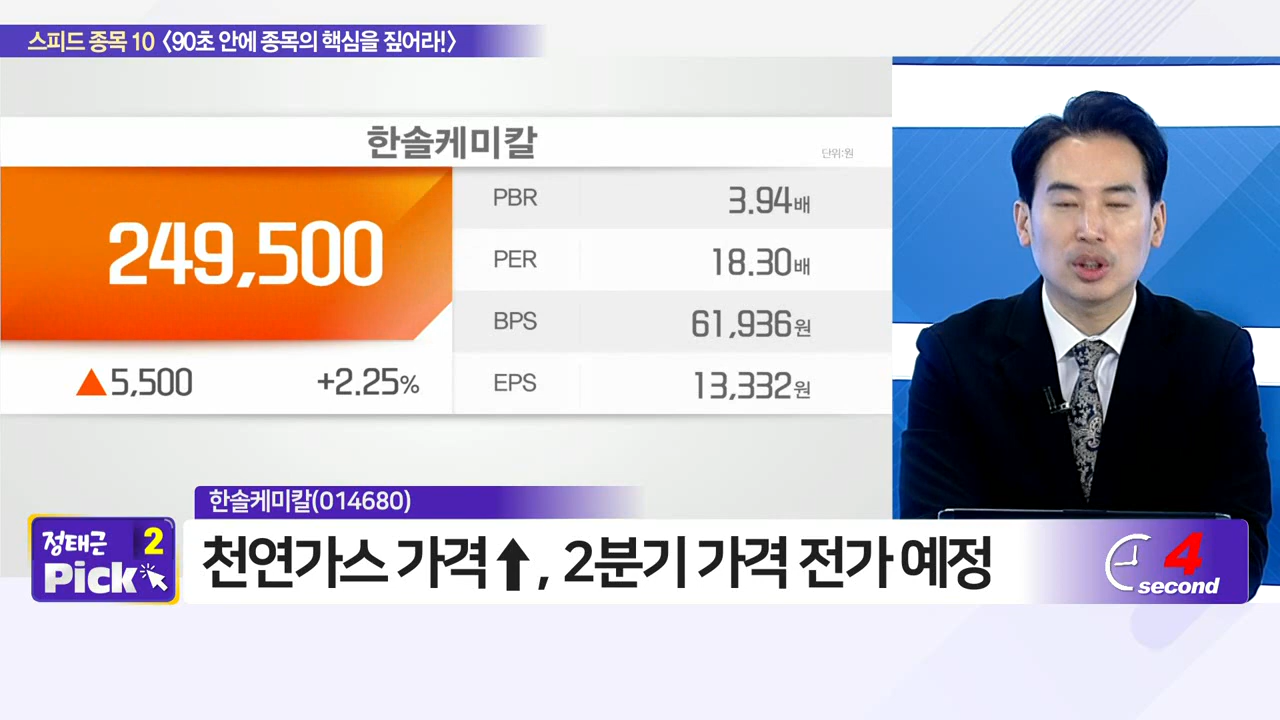 스피드 종목 10 <90초 안에 종목의 핵심을 짚어라!>
한솔케미칼
단위:원
249,500
▲5,500 +2.25%
PBR 3.94배
PER 18.30배
BPS 61,936원
EPS 13,332원
한솔케미칼(014680)
정태근 2
Pick
천연가스 가격⬆, 2분기 가격 전가 예정
4
second